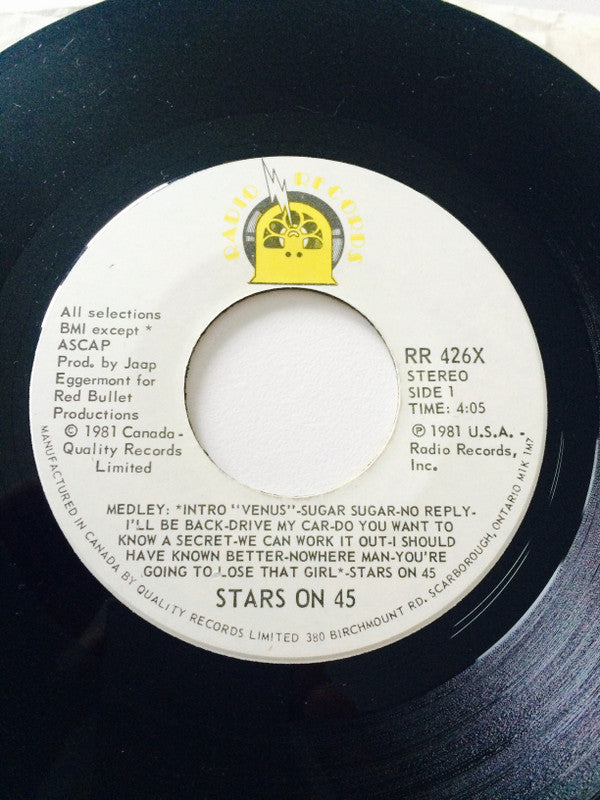 RADIO RECORDS
All selections
BMI except *
ASCAP
Prod. by Jaap
Eggermont for
Red Bullet
Productions
© 1981 Canada-
Quality Records
Limited
RR 426X
STEREO
SIDE 1
TIME: 4:05
℗ 1981 U.S.A. -
Radio Records,
Inc.
MEDLEY: *INTRO "VENUS"-SUGAR SUGAR-NO REPLY-
I'LL BE BACK-DRIVE MY CAR-DO YOU WANT TO
KNOW A SECRET-WE CAN WORK IT OUT-I SHOULD
HAVE KNOWN BETTER-NOWHERE MAN-YOU'RE
GOING TO LOSE THAT GIRL*-STARS ON 45
STARS ON 45
MANUFACTURED IN CANADA BY QUALITY RECORDS LIMITED 380 BIRCHMOUNT RD. SCARBOROUGH, ONTARIO M1K 1M7